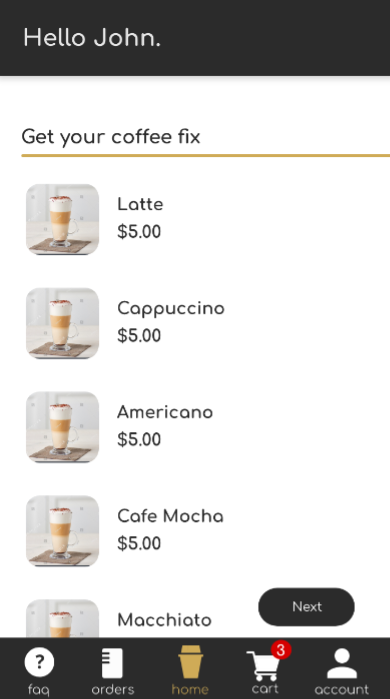 Hello John.
Get your coffee fix
Latte
$5.00
Cappuccino
$5.00
Americano
$5.00
Cafe Mocha
$5.00
Macchiato
Next
?
3
faq
orders
home
cart
account